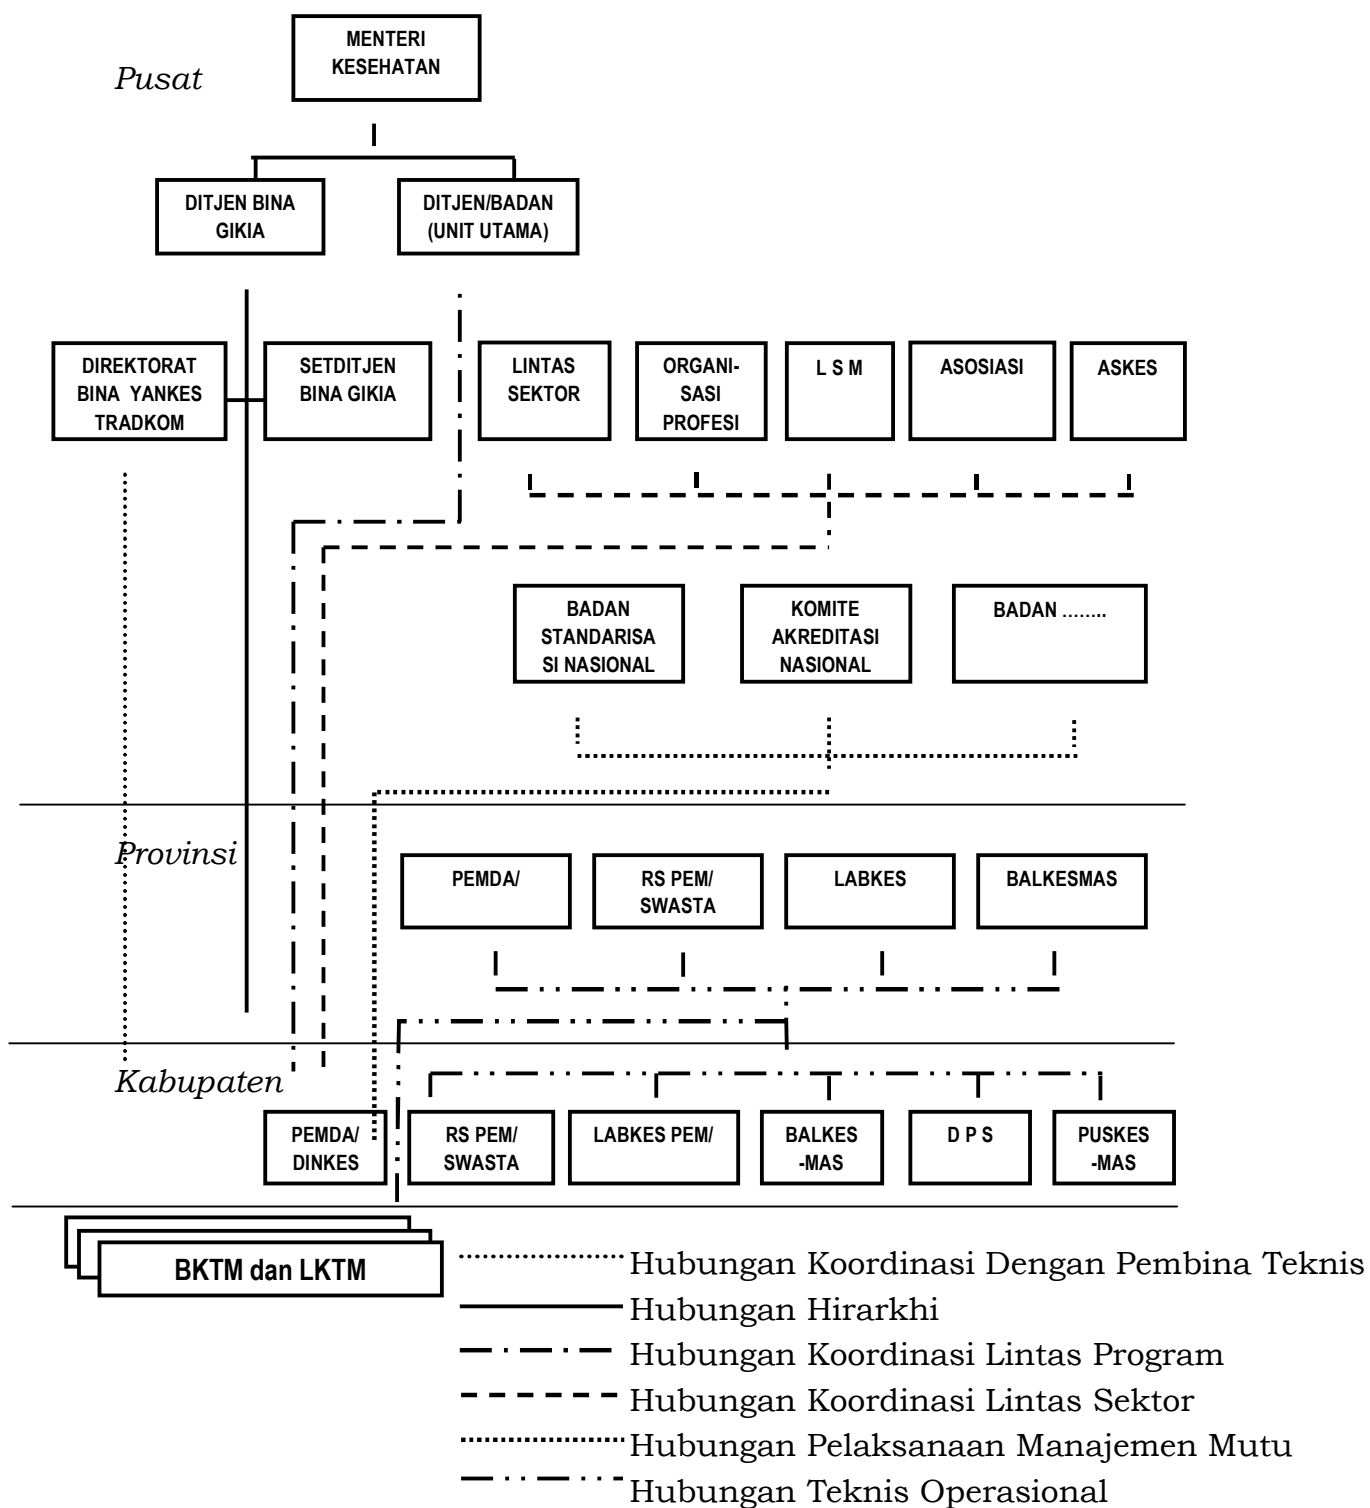 MENTERI
KESEHATAN
Pusat
DITJEN BINA
GIKIA
DITJEN/BADAN
(UNIT UTAMA)
DIREKTORAT
BINA YANKES
TRADKOM
SETDITJEN
BINA GIKIA
LINTAS
SEKTOR
ORGANI-
SASI
PROFESI
L S M
ASOSIASI
ASKES
BADAN
STANDARISA
SI NASIONAL
KOMITE
AKREDITASI
NASIONAL
BADAN ……..
Provinsi
PEMDA/
RS PEM/
SWASTA
LABKES
BALKESMAS
Kabupaten
PEMDA/
DINKES
RS PEM/
SWASTA
LABKES PEM/
BALKES
-MAS
D P S
PUSKES
-MAS
BKTM dan LKTM
Hubungan Koordinasi Dengan Pembina Teknis
Hubungan Hirarkhi
Hubungan Koordinasi Lintas Program
Hubungan Koordinasi Lintas Sektor
Hubungan Pelaksanaan Manajemen Mutu
Hubungan Teknis Operasional